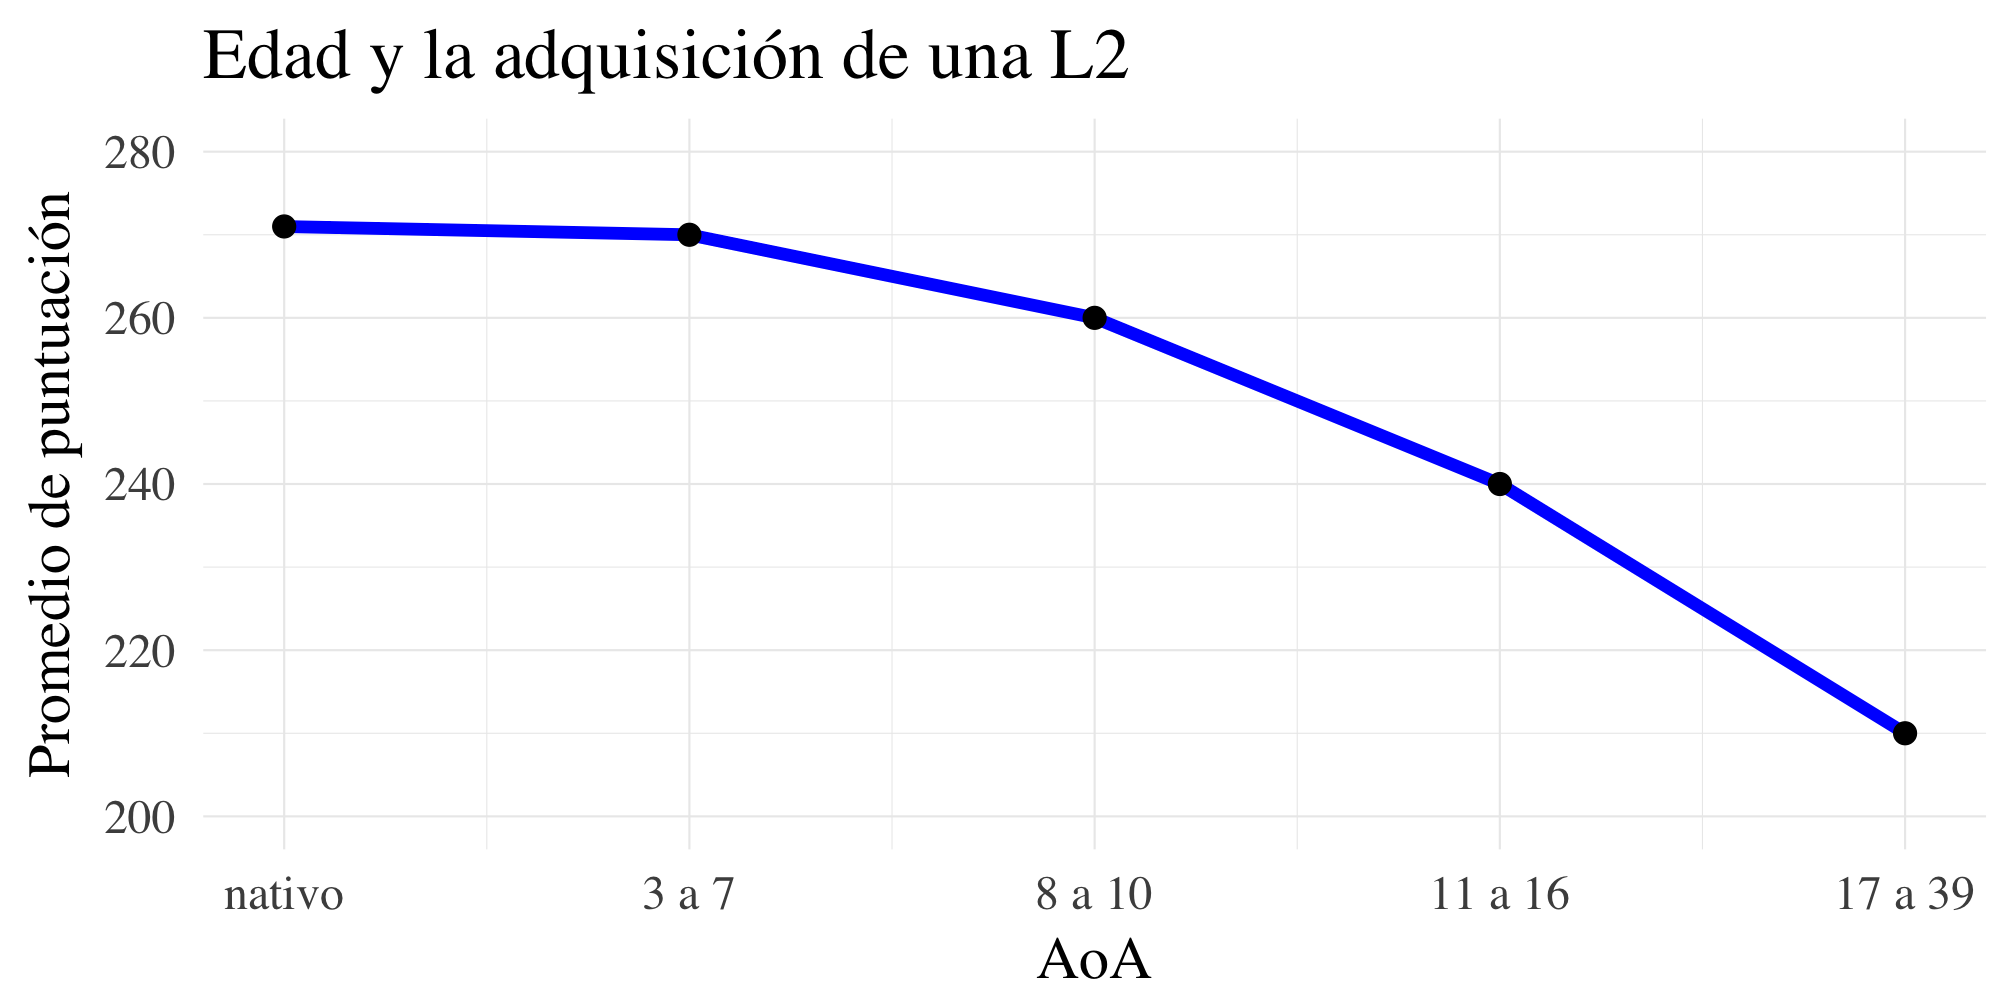 Edad y la adquisición de una L2
Promedio de puntuación
280
260
240
220
200
nativo
3 a 7
8 a 10
11 a 16
17 a 39
AoA